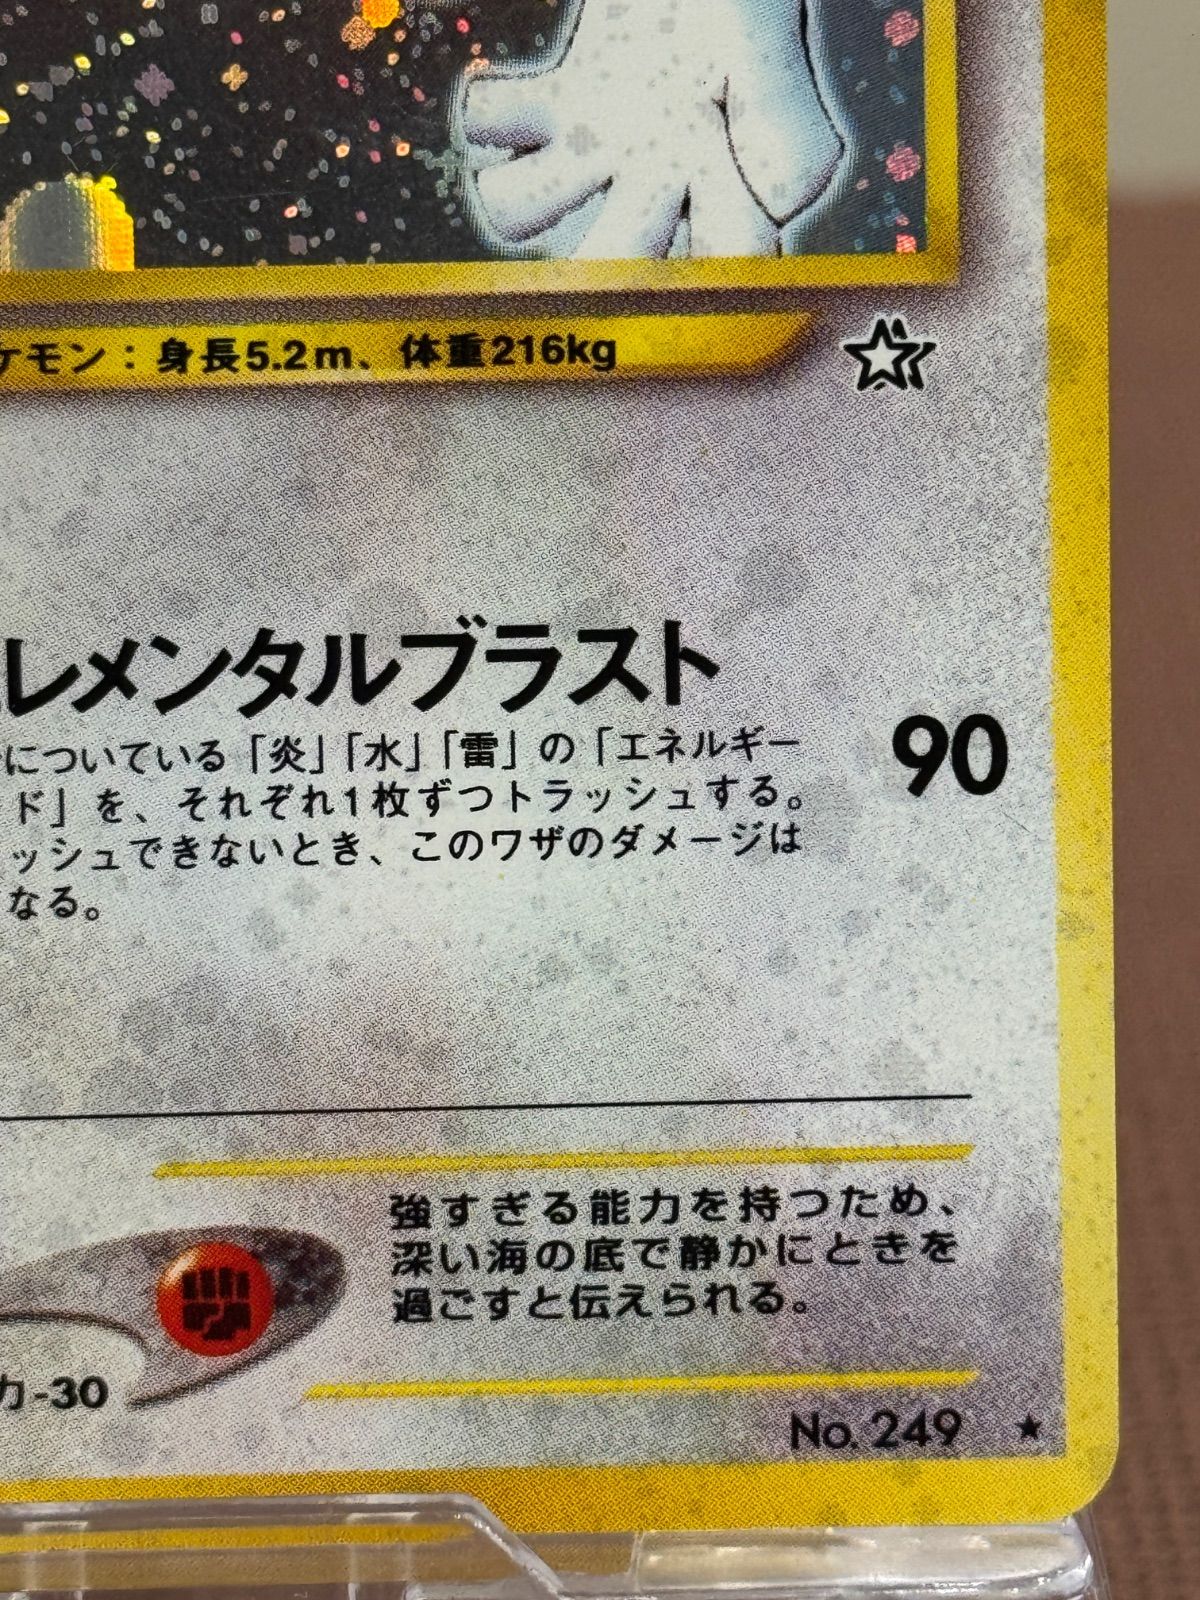 ケモン：身長5.2m、体重216kg
レメンタルブラスト
についている「炎」「水」「雷」の「エネルギー
90
ド」を、それぞれ1枚ずつトラッシュする。
ッシュできないとき、このワザのダメージは
なる。
強すぎる能力を持つため、
深い海の底で静かにときを
過ごすと伝えられる。
力-30
No. 249 ★